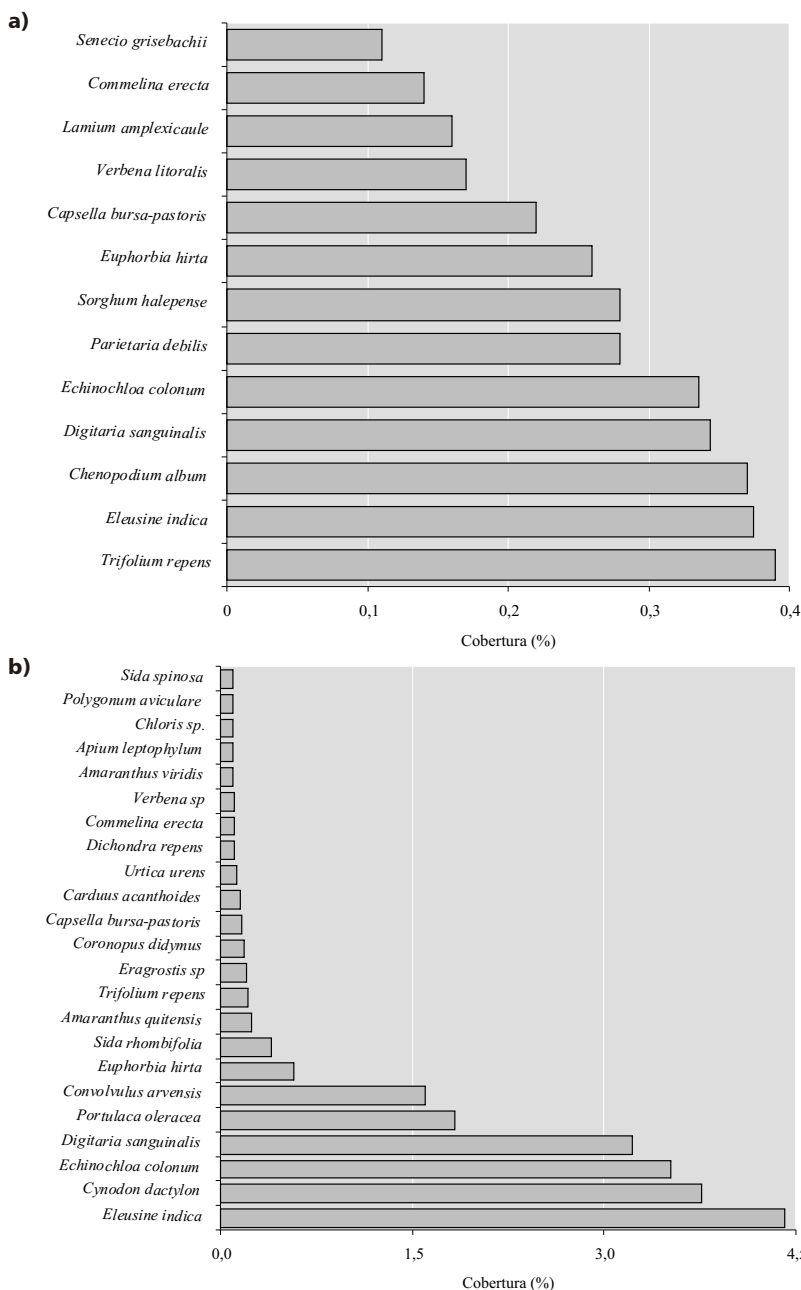 a)
Senecio grisebachii
Commelina erecta
Lamium amplexicaule
Verbena litoralis
Capsella bursa-pastoris
Euphorbia hirta
Sorghum halepense
Parietaria debilis
Echinochloa colonum
Digitaria sanguinalis
Chenopodium album
Eleusine indica
Trifolium repens
0 0,1 0,2 0,3 0,4
Cobertura (%)
b)
Sida spinosa
Polygonum aviculare
Chloris sp.
Apium leptophylum
Amaranthus viridis
Verbena sp
Commelina erecta
Dichondra repens
Urtica urens
Carduus acanthoides
Capsella bursa-pastoris
Coronopus didymus
Eragrostis sp
Trifolium repens
Amaranthus quitensis
Sida rhombifolia
Euphorbia hirta
Convolvulus arvensis
Portulaca oleracea
Digitaria sanguinalis
Echinochloa colonum
Cynodon dactylon
Eleusine indica
0,0 1,5 3,0 4,5
Cobertura (%)